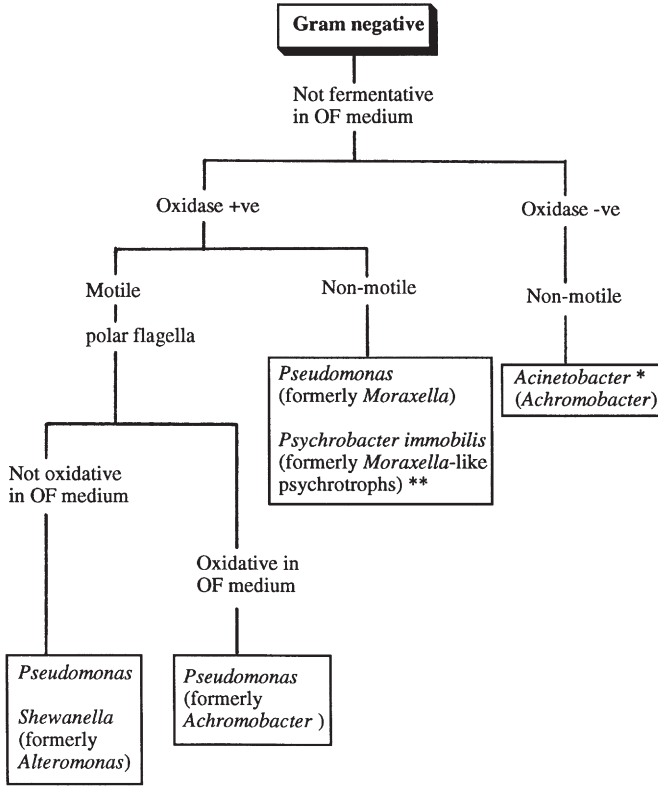 Gram negative
Not fermentative
in OF medium
Oxidase +ve
Oxidase -ve
Motile
polar flagella
Non-motile
Non-motile
Pseudomonas
(formerly Moraxella)
Psychrobacter immobilis
(formerly Moraxella-like
psychrotrophs) **
Acinetobacter *
(Achromobacter)
Not oxidative
in OF medium
Oxidative in
OF medium
Pseudomonas
Shewanella
(formerly
Alteromonas)
Pseudomonas
(formerly
Achromobacter )